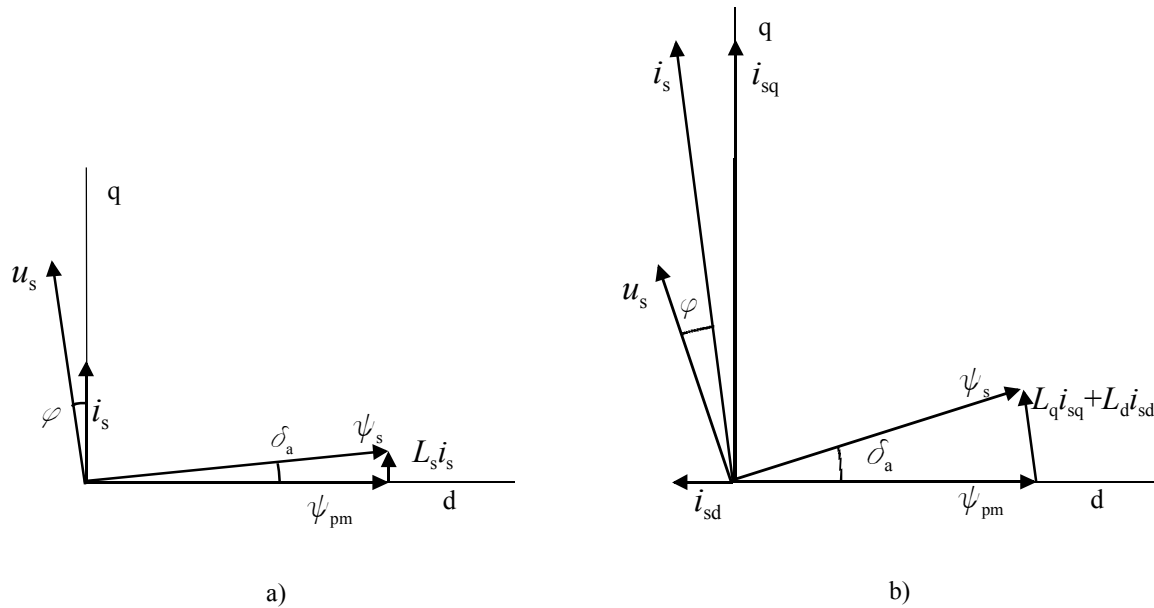 q
u_s
φ
i_s
δ_a
ψ_s
L_s i_s
ψ_pm
d
a)
q
i_s
i_sq
u_s
φ
ψ_s
L_q i_sq+L_d i_sd
δ_a
i_sd
ψ_pm
d
b)